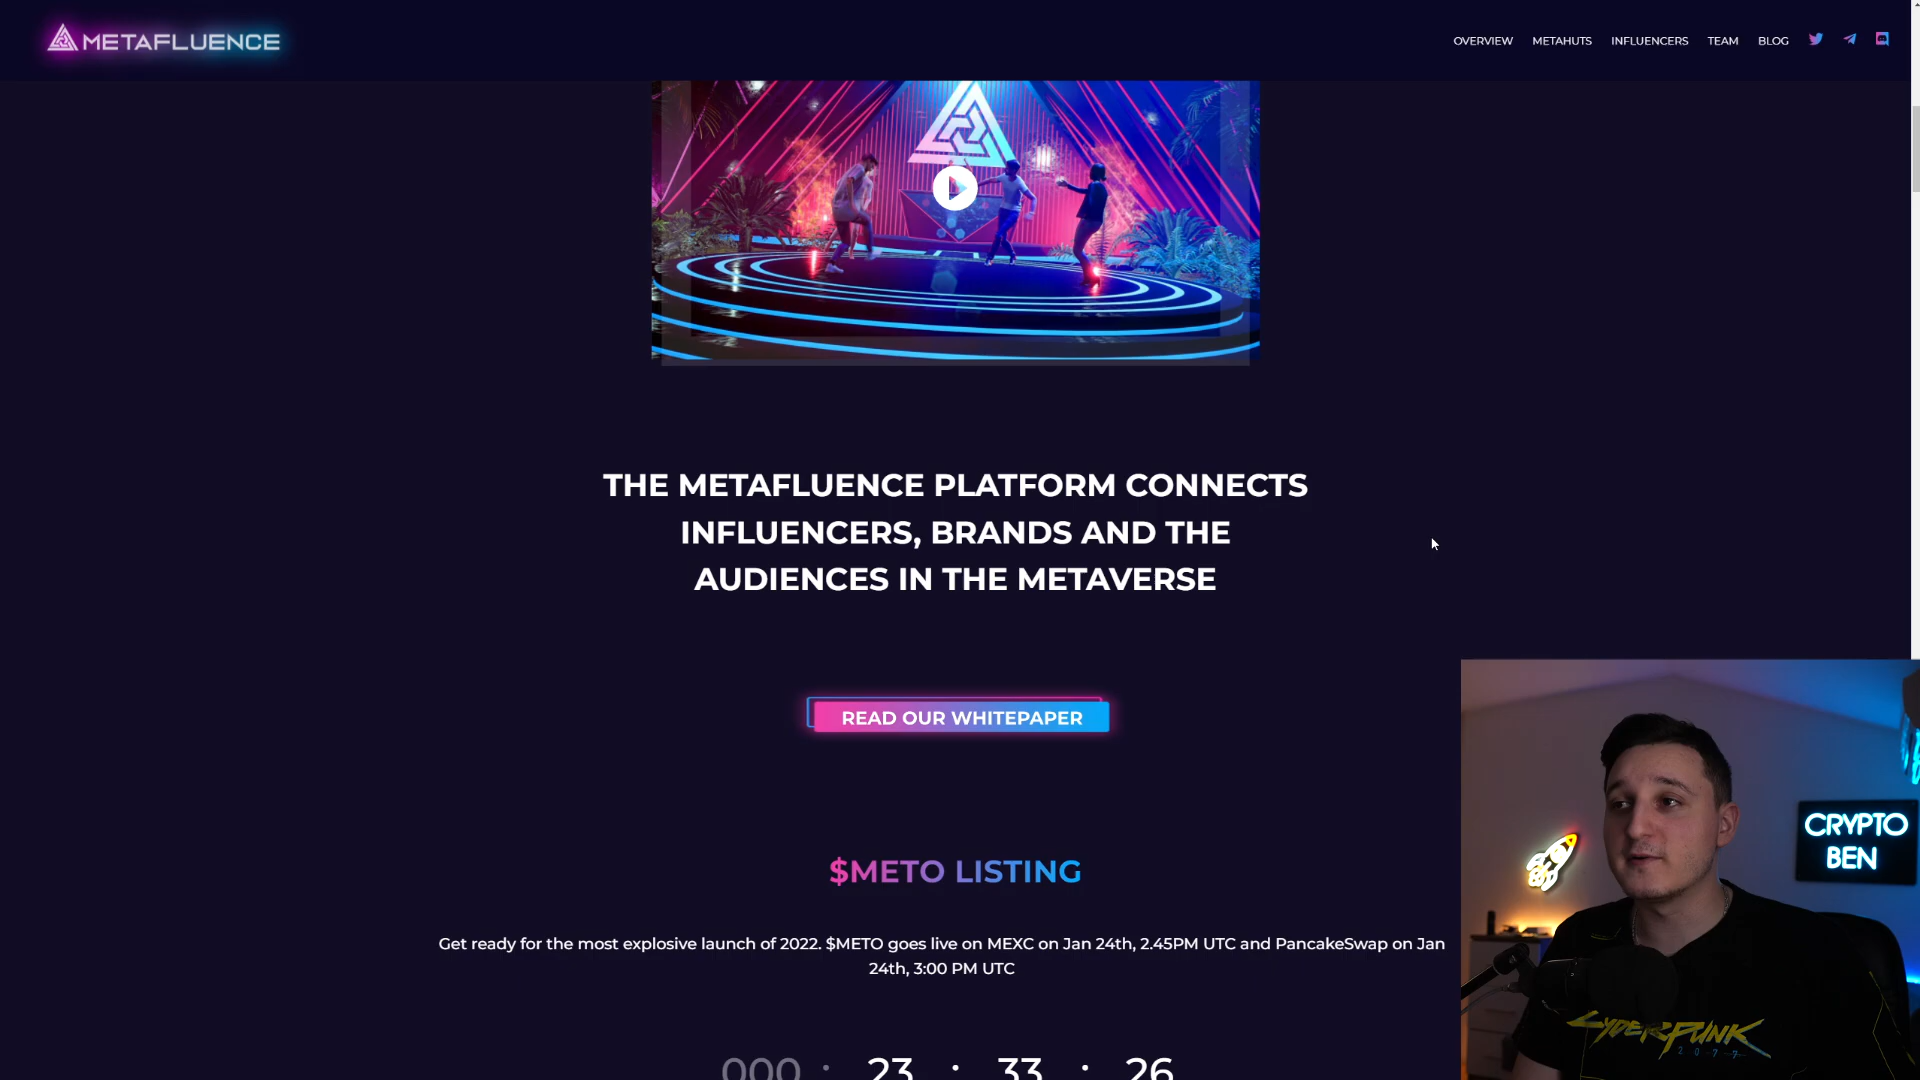 METAFLUENCE
OVERVIEW METAHUTS INFLUENCERS TEAM BLOG
THE METAFLUENCE PLATFORM CONNECTS
INFLUENCERS, BRANDS AND THE
AUDIENCES IN THE METAVERSE
READ OUR WHITEPAPER
$METO LISTING
Get ready for the most explosive launch of 2022. $METO goes live on MEXC on Jan 24th, 2.45PM UTC and PancakeSwap on Jan
24th, 3:00 PM UTC
000 : 23 : 33 : 26
CRYPTO
BEN
CYBERPUNK
2077